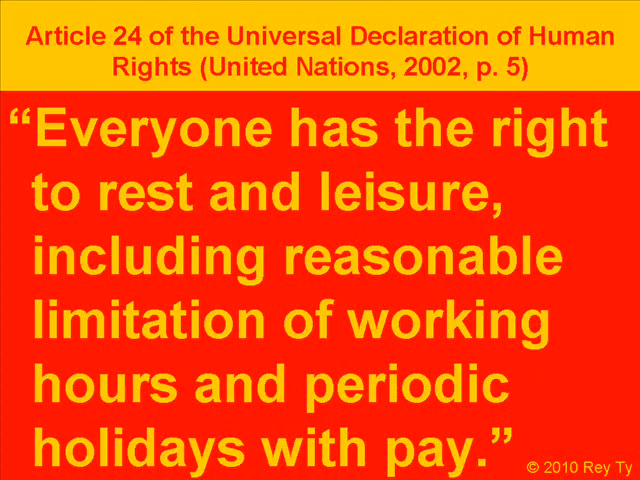 Article 24 of the Universal Declaration of Human
Rights (United Nations, 2002, p. 5)
“Everyone has the right
to rest and leisure,
including reasonable
limitation of working
hours and periodic
holidays with pay.”
© 2010 Rey Ty